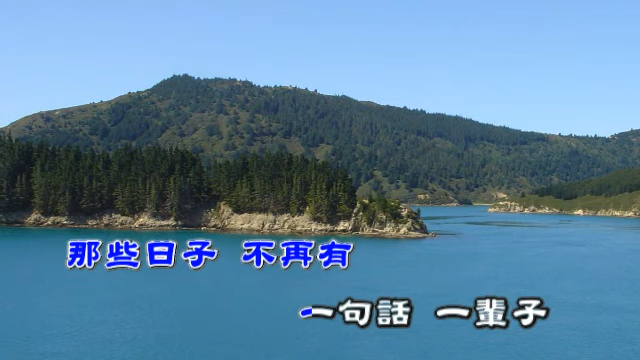 那些日子 不再有
一句話 一輩子